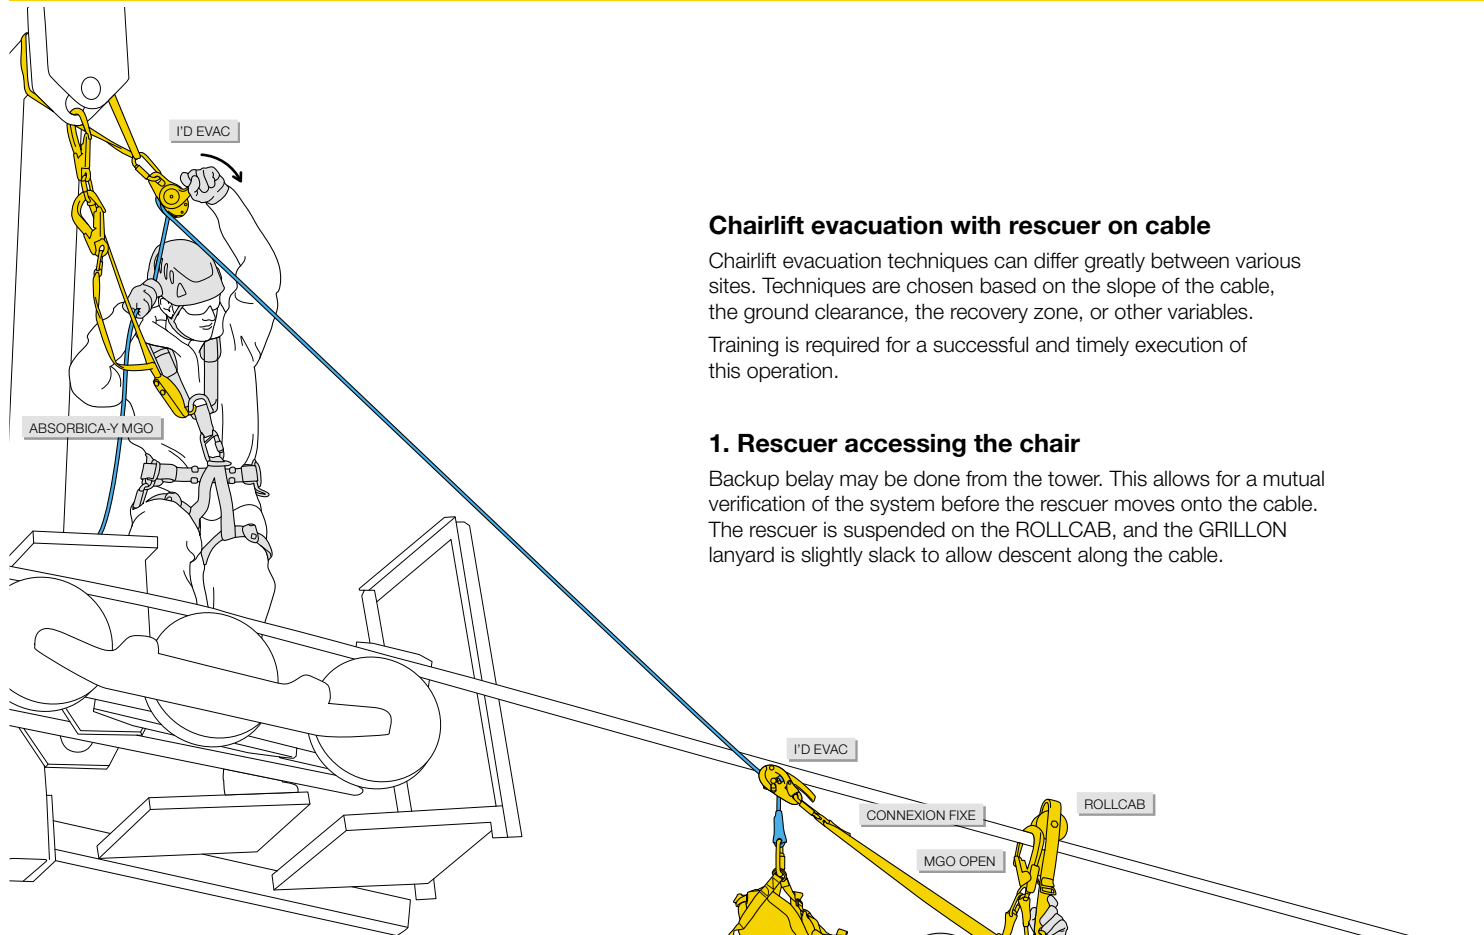 I'D EVAC
ABSORBICA-Y MGO
Chairlift evacuation with rescuer on cable
Chairlift evacuation techniques can differ greatly between various
sites. Techniques are chosen based on the slope of the cable,
the ground clearance, the recovery zone, or other variables.
Training is required for a successful and timely execution of
this operation.
1. Rescuer accessing the chair
Backup belay may be done from the tower. This allows for a mutual
verification of the system before the rescuer moves onto the cable.
The rescuer is suspended on the ROLLCAB, and the GRILLON
lanyard is slightly slack to allow descent along the cable.
I'D EVAC
CONNEXION FIXE
ROLLCAB
MGO OPEN